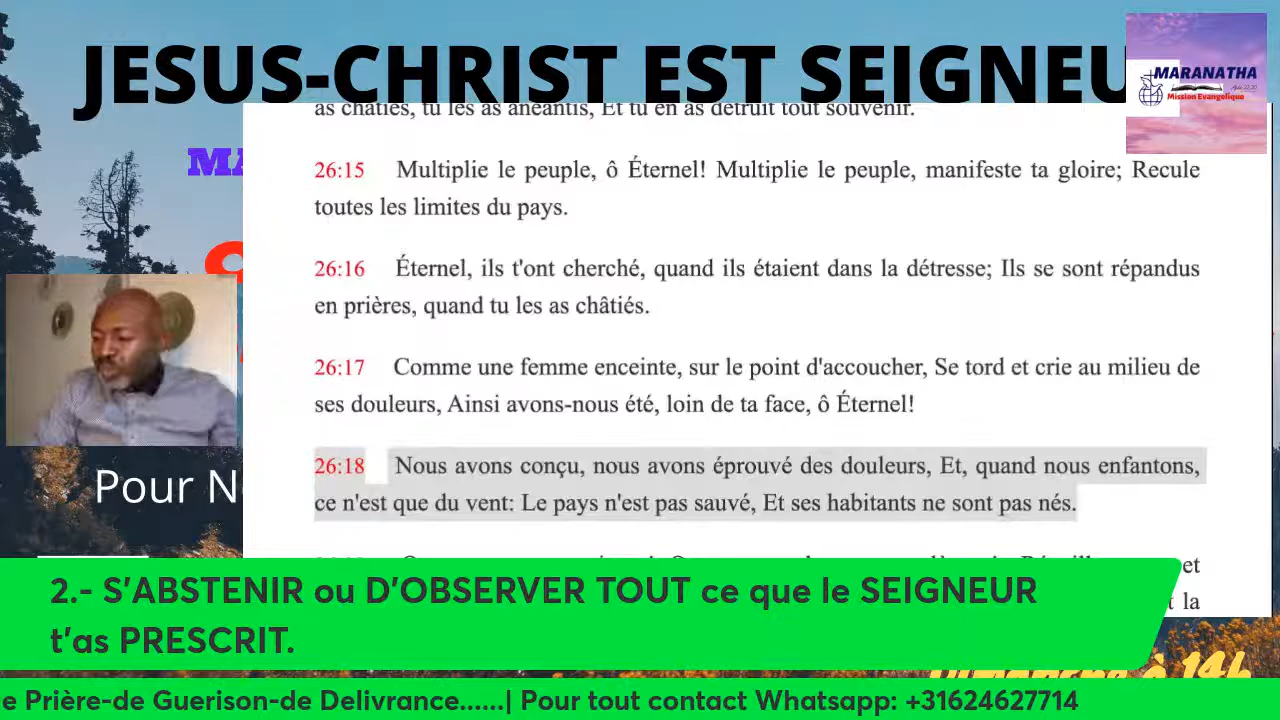 JESUS-CHRIST EST SEIGNEU
MARANATHA
Mission Evangelique
as châtiés, tu les as anéantis, Et tu en as détruit tout souvenir.
MA
26:15 Multiplie le peuple, ô Éternel! Multiplie le peuple, manifeste ta gloire; Recule
toutes les limites du pays.
26:16 Éternel, ils t'ont cherché, quand ils étaient dans la détresse; Ils se sont répandus
en prières, quand tu les as châtiés.
26:17 Comme une femme enceinte, sur le point d'accoucher, Se tord et crie au milieu de
ses douleurs, Ainsi avons-nous été, loin de ta face, ô Éternel!
26:18 Nous avons conçu, nous avons éprouvé des douleurs, Et, quand nous enfantons,
ce n'est que du vent: Le pays n'est pas sauvé, Et ses habitants ne sont pas nés.
Pour N
et
la
2.- S'ABSTENIR ou D'OBSERVER TOUT ce que le SEIGNEUR
t'as PRESCRIT.
à 14h
e Prière-de Guerison-de Delivrance......| Pour tout contact Whatsapp: +31624627714